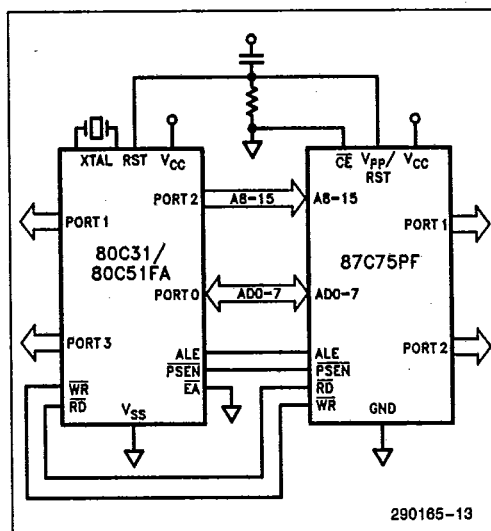 XTAL RST VCC
CE VPP/ VCC
RST
PORT 2 A8-15 A8-15
PORT 1
80C31/
80C51FA
87C75PF
PORT 1
PORT 0 AD0-7 AD0-7
PORT 3
PORT 2
ALE ALE
PSEN PSEN
EA RD
WR WR
RD
VSS GND
290165-13